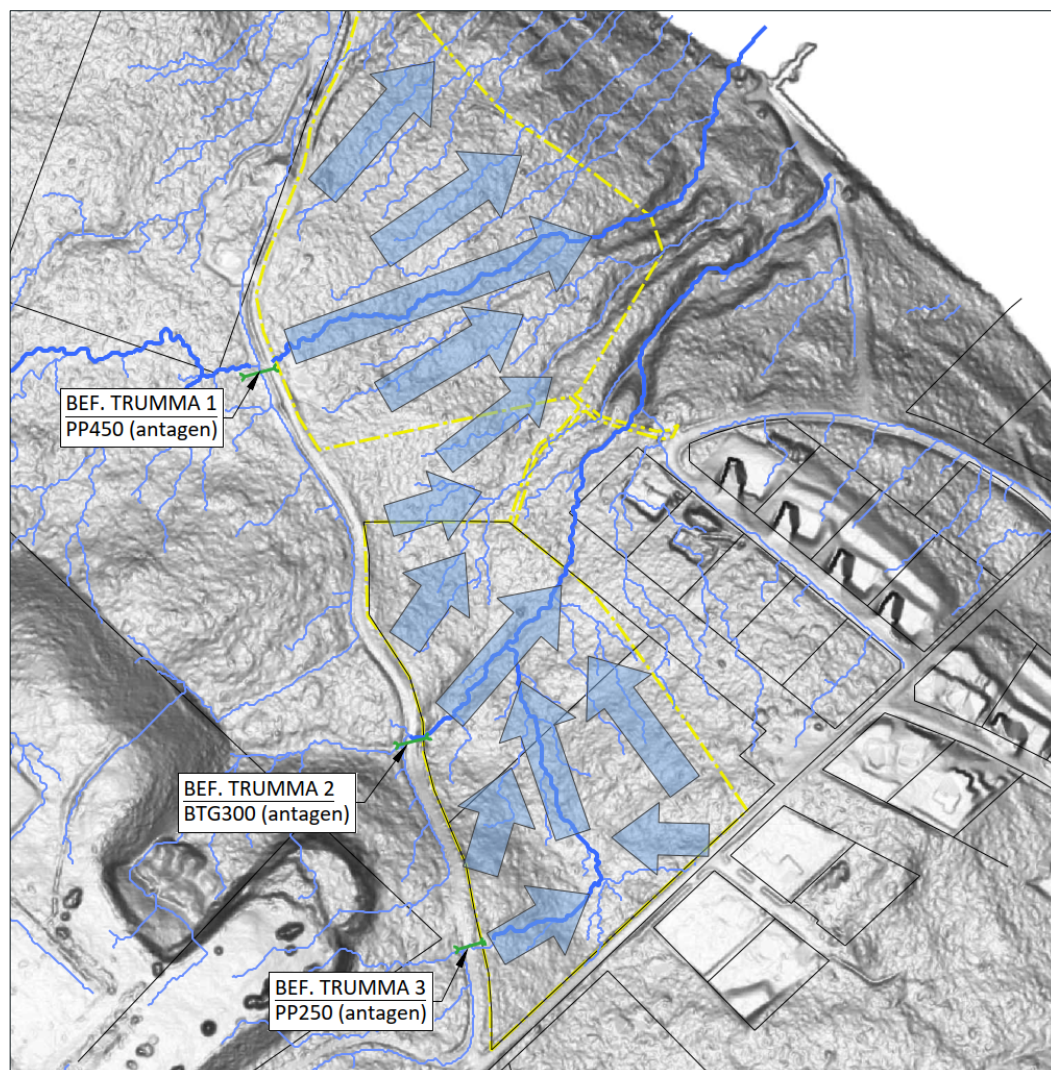 BEF. TRUMMA 1
PP450 (antagen)
BEF. TRUMMA 2
BTG300 (antagen)
BEF. TRUMMA 3
PP250 (antagen)